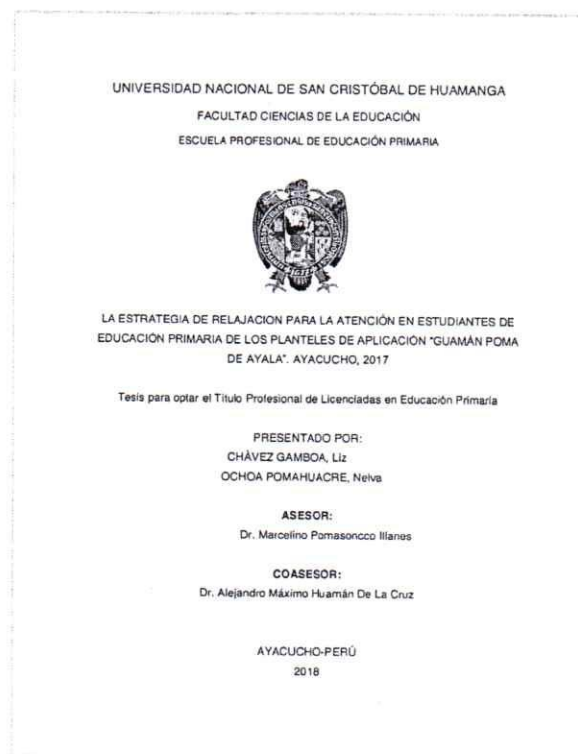 UNIVERSIDAD NACIONAL DE SAN CRISTÓBAL DE HUAMANGA
FACULTAD CIENCIAS DE LA EDUCACIÓN
ESCUELA PROFESIONAL DE EDUCACIÓN PRIMARIA
1677
LA ESTRATEGIA DE RELAJACION PARA LA ATENCIÓN EN ESTUDIANTES DE
EDUCACIÓN PRIMARIA DE LOS PLANTELES DE APLICACIÓN "GUAMÁN POMA
DE AYALA". AYACUCHO, 2017
Tesis para optar el Título Profesional de Licenciadas en Educación Primaria
PRESENTADO POR:
CHÁVEZ GAMBOA, Liz
OCHOA POMAHUACRE, Nelva
ASESOR:
Dr. Marcelino Pomasoncco Illanes
COASESOR:
Dr. Alejandro Máximo Huamán De La Cruz
AYACUCHO-PERÚ
2018